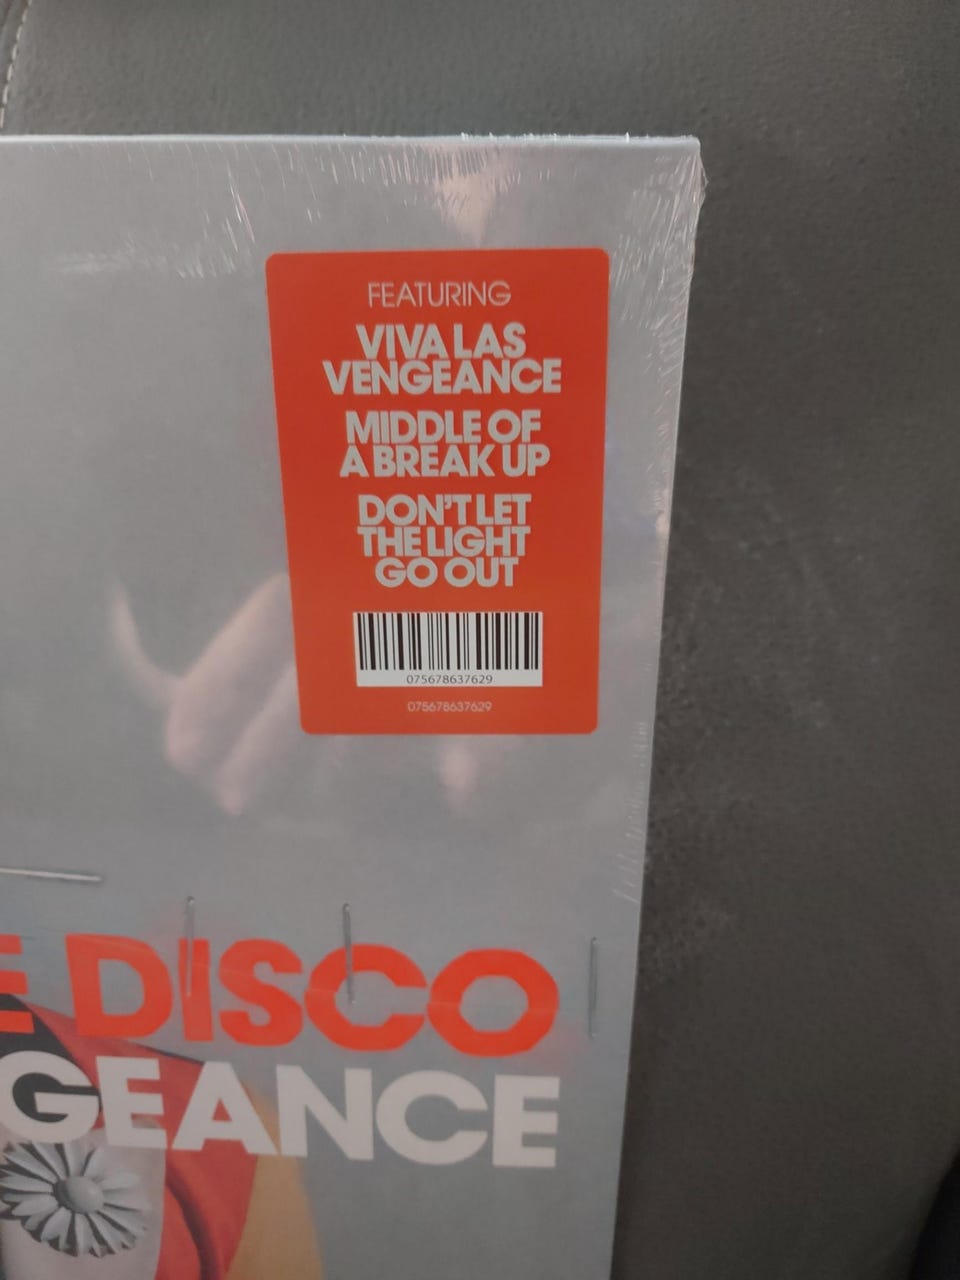 FEATURING
VIVA LAS
VENGEANCE
MIDDLE OF
A BREAK UP
DON'T LET
THE LIGHT
GO OUT
075678637629
075678637629
E DISCO
GEANCE